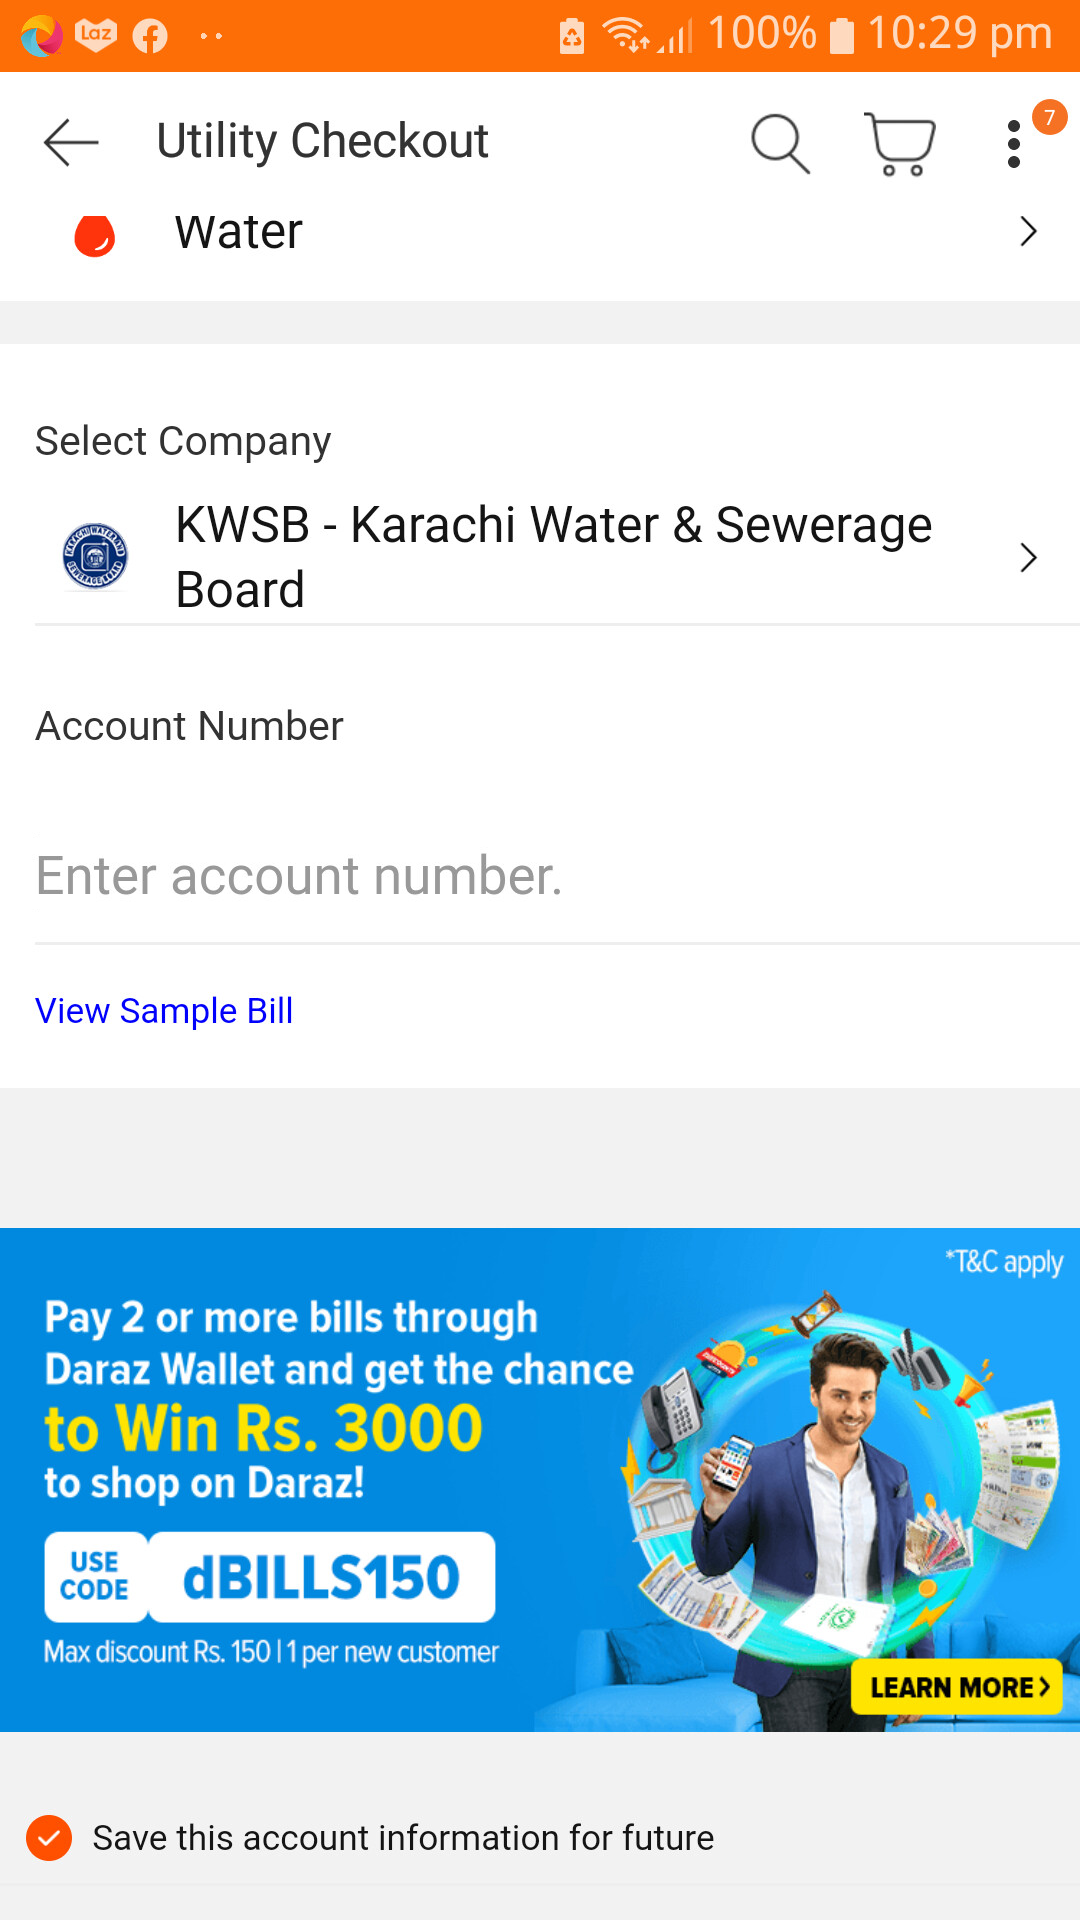 Laz
100%
10:29 pm
Utility Checkout
7
Water
Select Company
KWSB - Karachi Water & Sewerage
Board
Account Number
Enter account number.
View Sample Bill
*T&C apply
Pay 2 or more bills through
Daraz Wallet and get the chance
to Win Rs. 3000
to shop on Daraz!
USE
CODE
dBILLS150
Max discount Rs. 150 | 1 per new customer
LEARN MORE
Save this account information for future